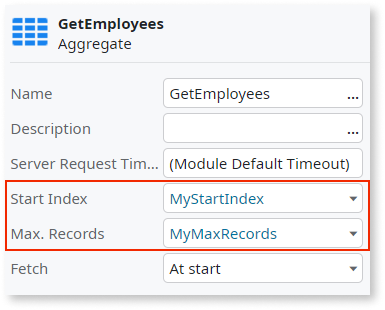 GetEmployees
Aggregate
Name GetEmployees ...
Description ...
Server Request Tim... (Module Default Timeout)
Start Index MyStartIndex
Max. Records MyMaxRecords
Fetch At start